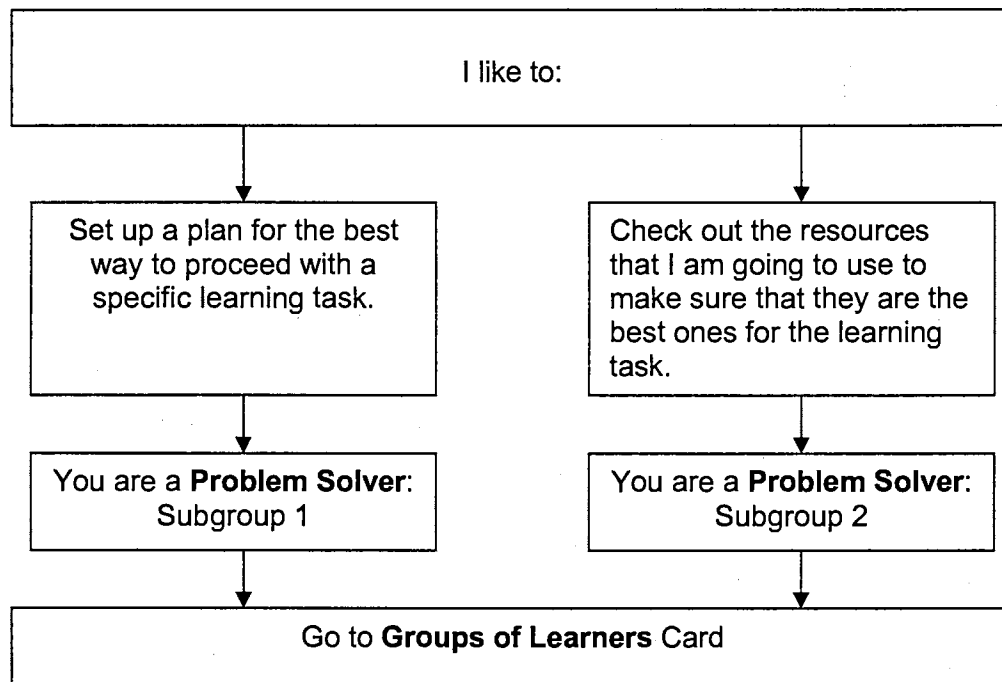 I like to:
Set up a plan for the best
way to proceed with a
specific learning task.
Check out the resources
that I am going to use to
make sure that they are the
best ones for the learning
task.
You are a Problem Solver:
Subgroup 1
You are a Problem Solver:
Subgroup 2
Go to Groups of Learners Card